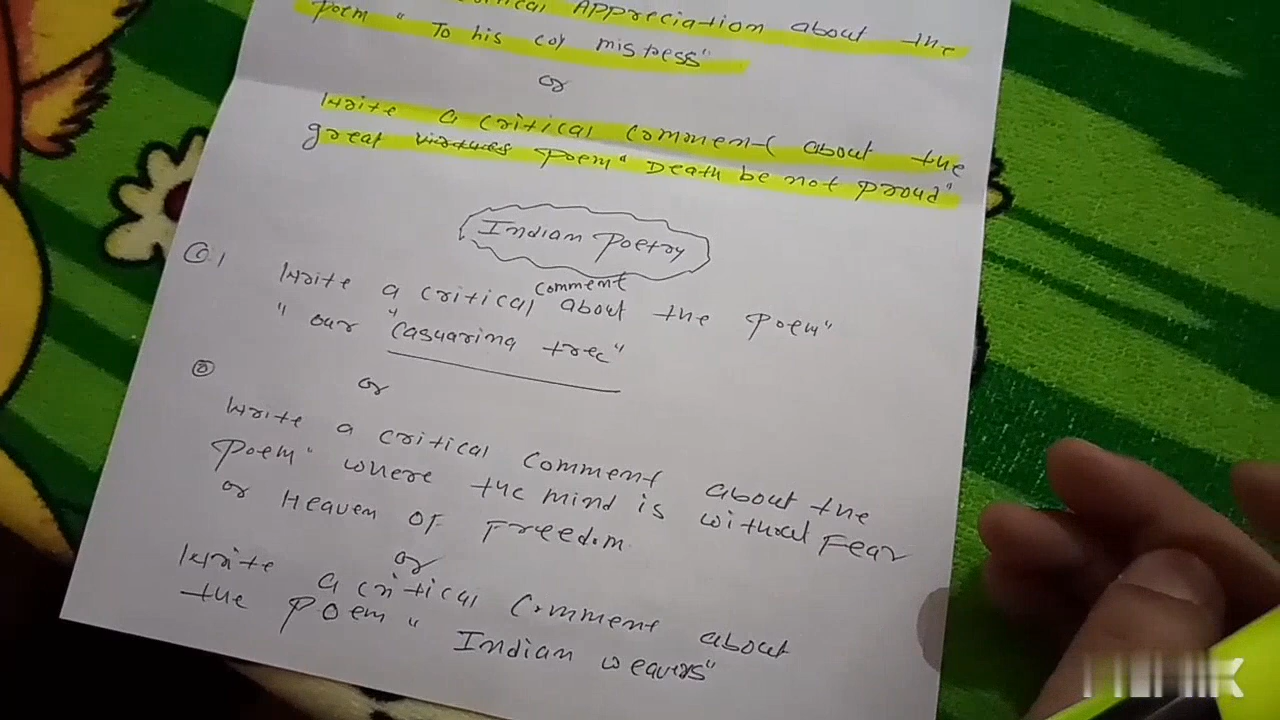 Appreciation about the
poem " To his coy mistess"
or
Write a critical comment about the
great virtues poem " Death be not proud"
Indian Poetry
Q.1 Write a critical comment about the poem"
" our "Casuarina tree"
② or
Write a critical comment about the
poem " where the mind is without Fear
or Heaven of Freedom.
or
Write a critical comment about
the poem " Indian weavers"